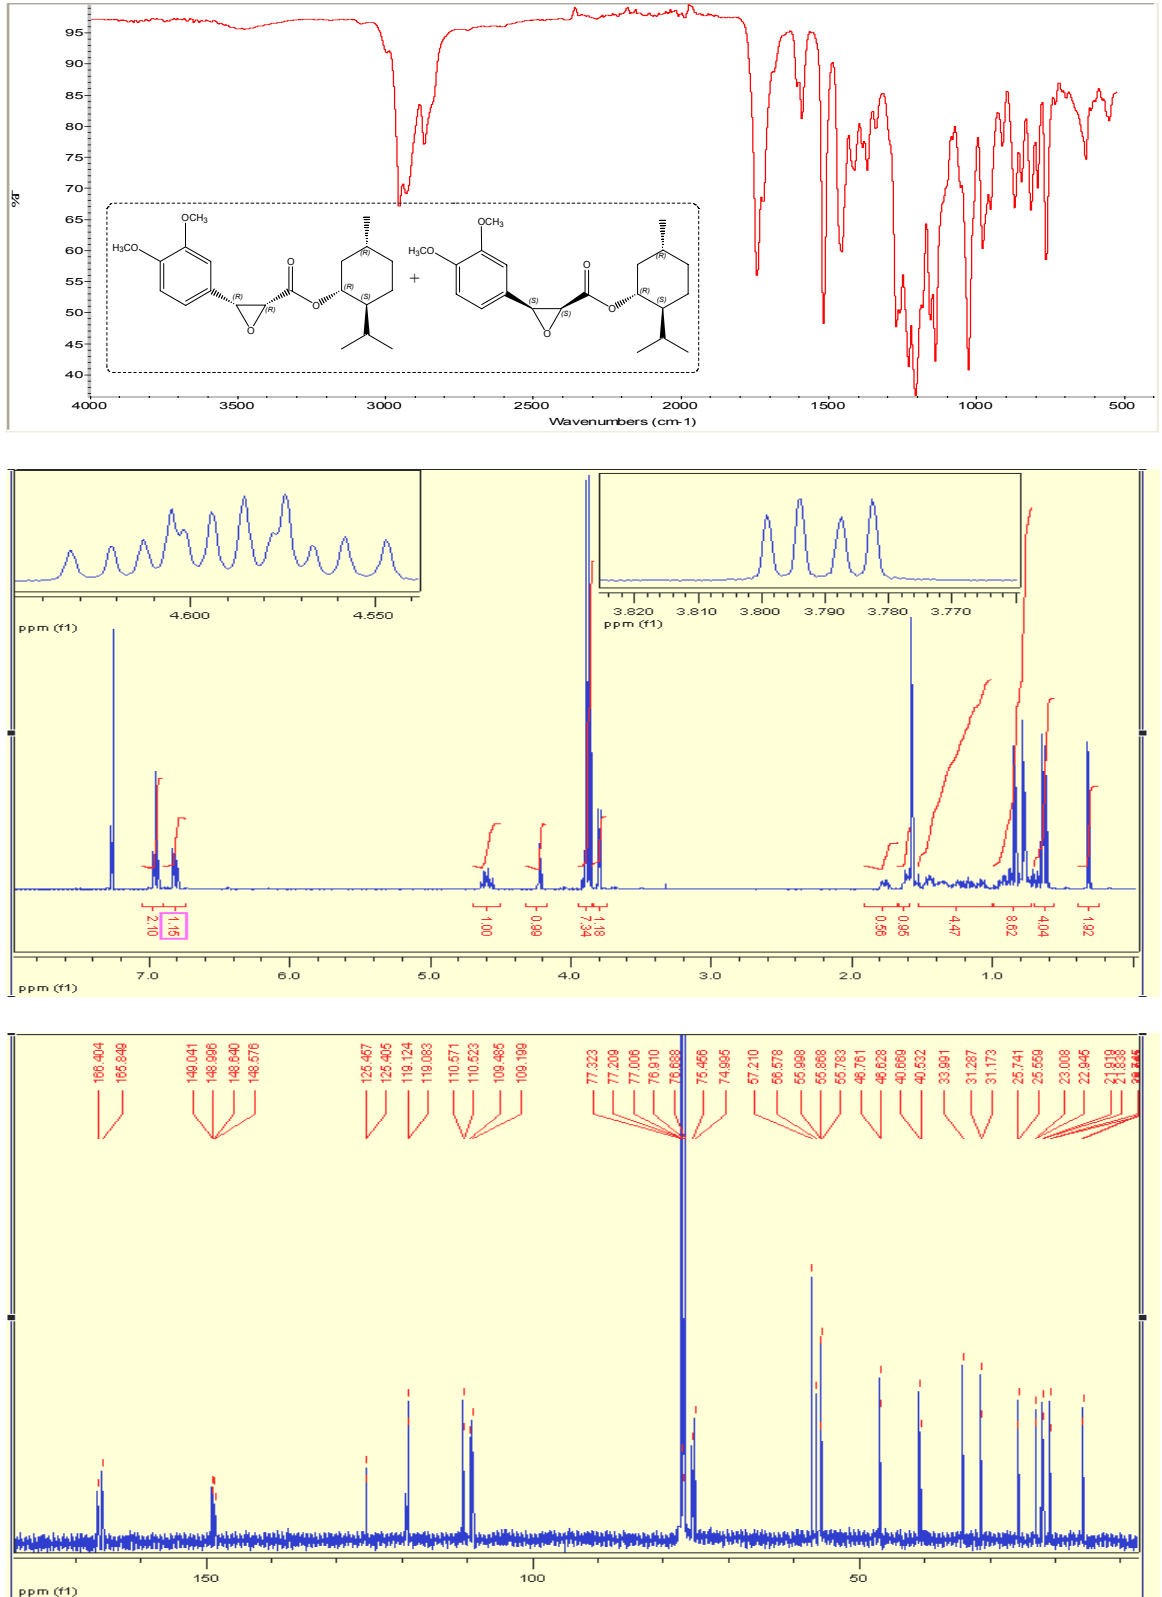 95
90
85
80
75
70
65
60
55
50
45
40
%T
4000 3500 3000 2500 2000 1500 1000 500
Wavenumbers (cm-1)
OCH3
H3CO
(R)
(R)
O
O
O
(R)
(R)
(S)
+
OCH3
H3CO
(S)
(S)
O
O
O
(R)
(R)
(S)
4.600 4.550
ppm (f1)
3.820 3.810 3.800 3.790 3.780 3.770
ppm (f1)
2.10 1.15 1.00 0.99 7.34 1.18 0.56 0.95 4.47 8.62 4.04 1.92
7.0 6.0 5.0 4.0 3.0 2.0 1.0
ppm (f1)
166.404
165.849
149.041
148.996
148.640
148.576
125.457
125.405
119.124
119.083
110.571
110.523
109.485
109.199
77.323
77.209
77.006
76.910
76.688
75.456
74.995
57.210
56.578
55.998
55.868
55.783
46.761
46.628
40.669
40.532
33.991
31.287
31.173
25.741
25.559
23.008
22.945
21.919
21.838
150 100 50
ppm (f1)